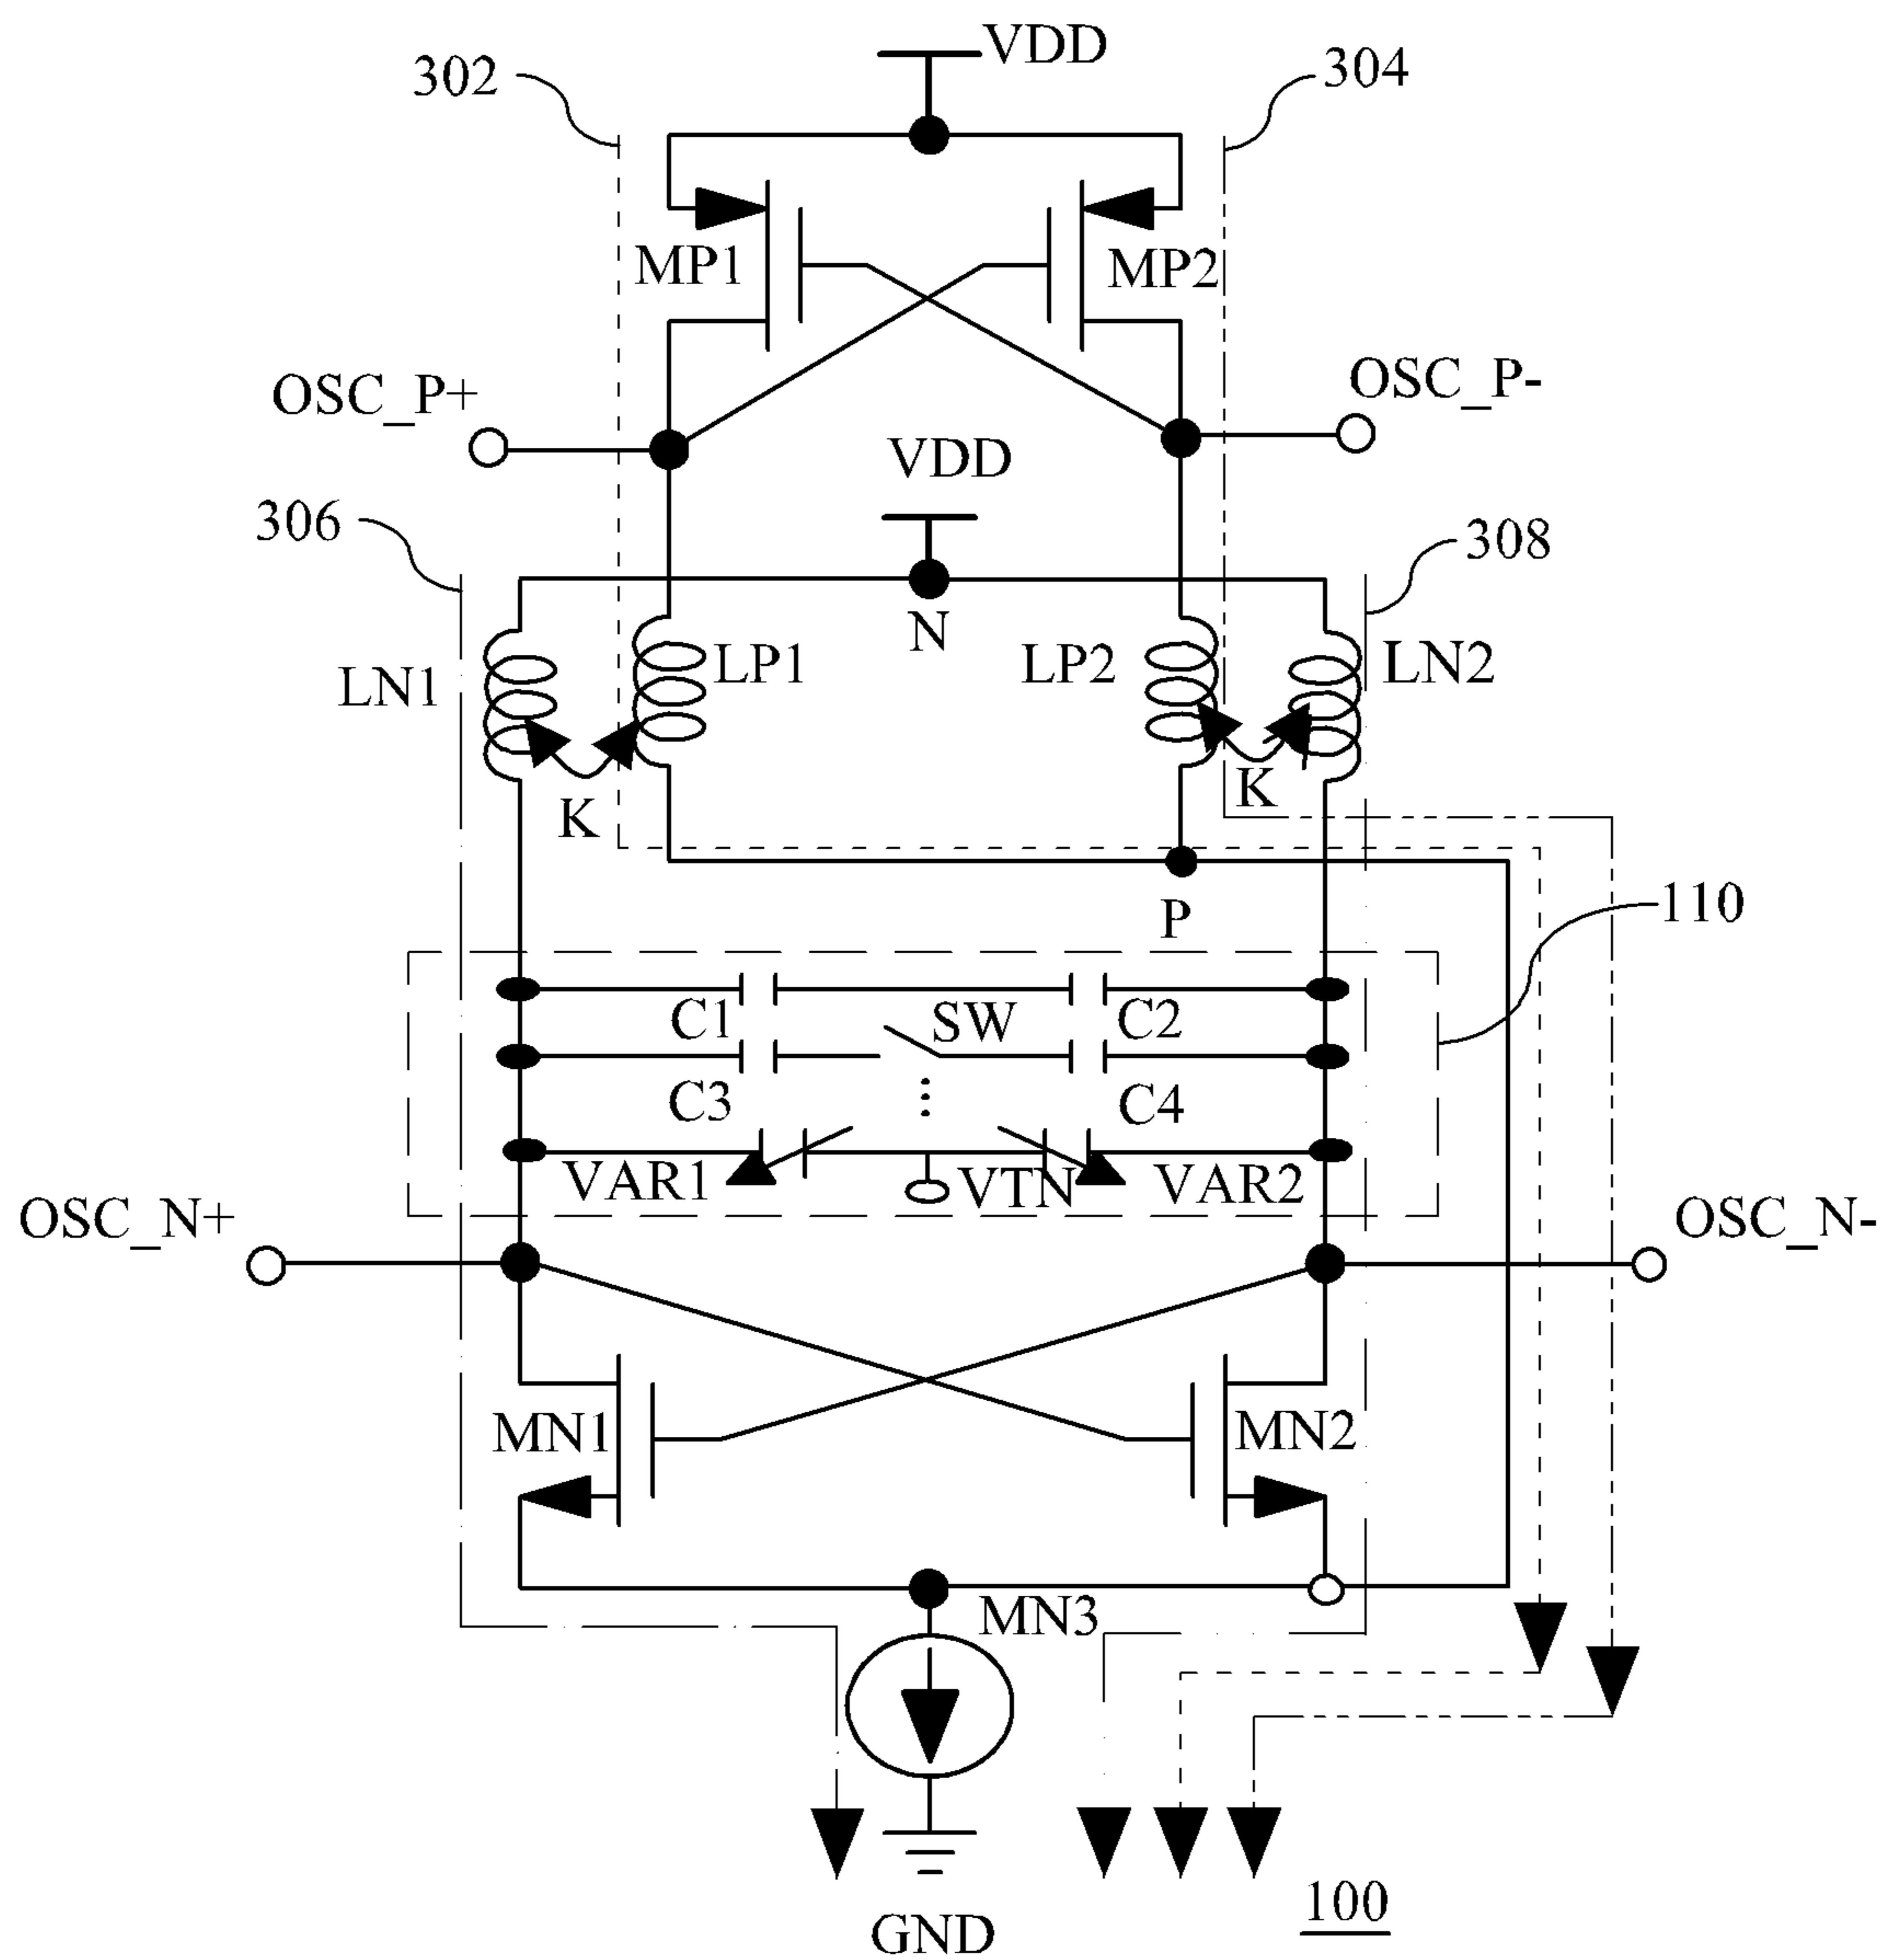 VDD
302
304
MP1
MP2
OSC_P+
OSC_P-
VDD
306
308
N
LN1
LP1
LP2
LN2
K
K
P
110
C1
SW
C2
C3
C4
VAR1
VTN
VAR2
OSC_N+
OSC_N-
MN1
MN2
MN3
GND
100